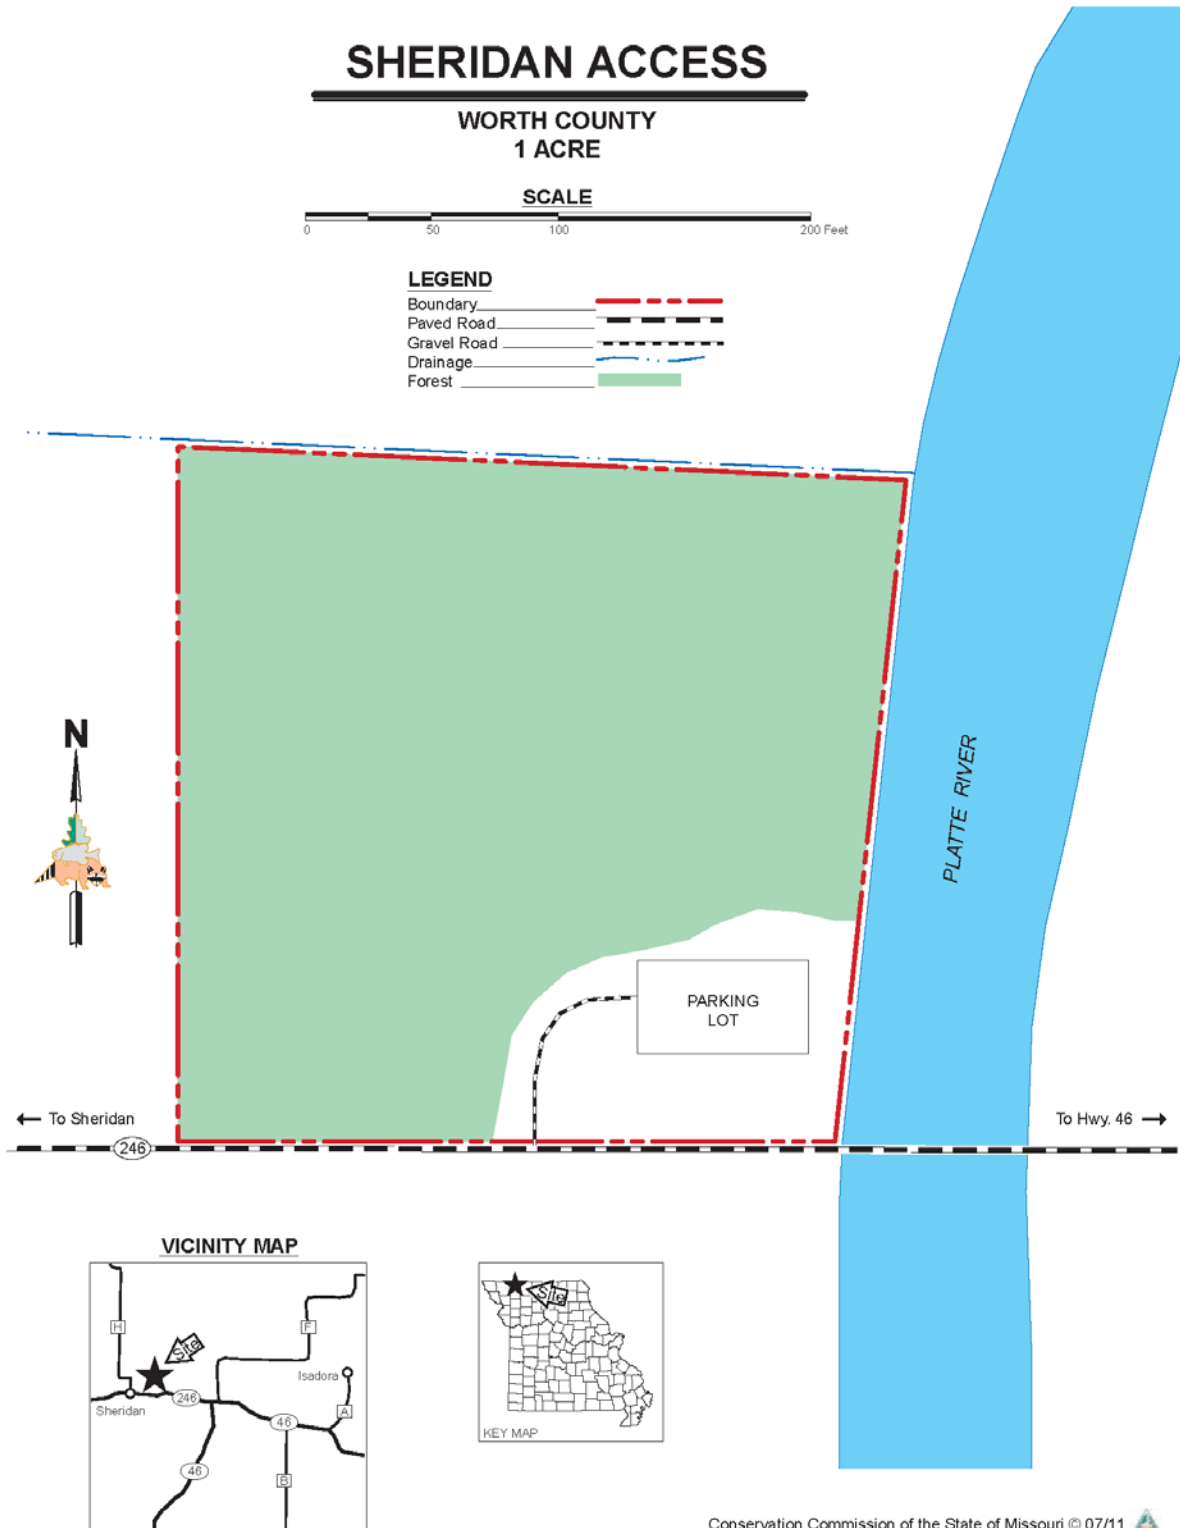 SHERIDAN ACCESS
WORTH COUNTY
1 ACRE
SCALE
0 50 100 200 Feet
LEGEND
Boundary
Paved Road
Gravel Road
Drainage
Forest
N
PLATTE RIVER
PARKING
LOT
To Sheridan
To Hwy. 46
246
VICINITY MAP
H
F
Site
Isadora
Sheridan
246
A
46
46
B
Site
KEY MAP
Conservation Commission of the State of Missouri © 07/11